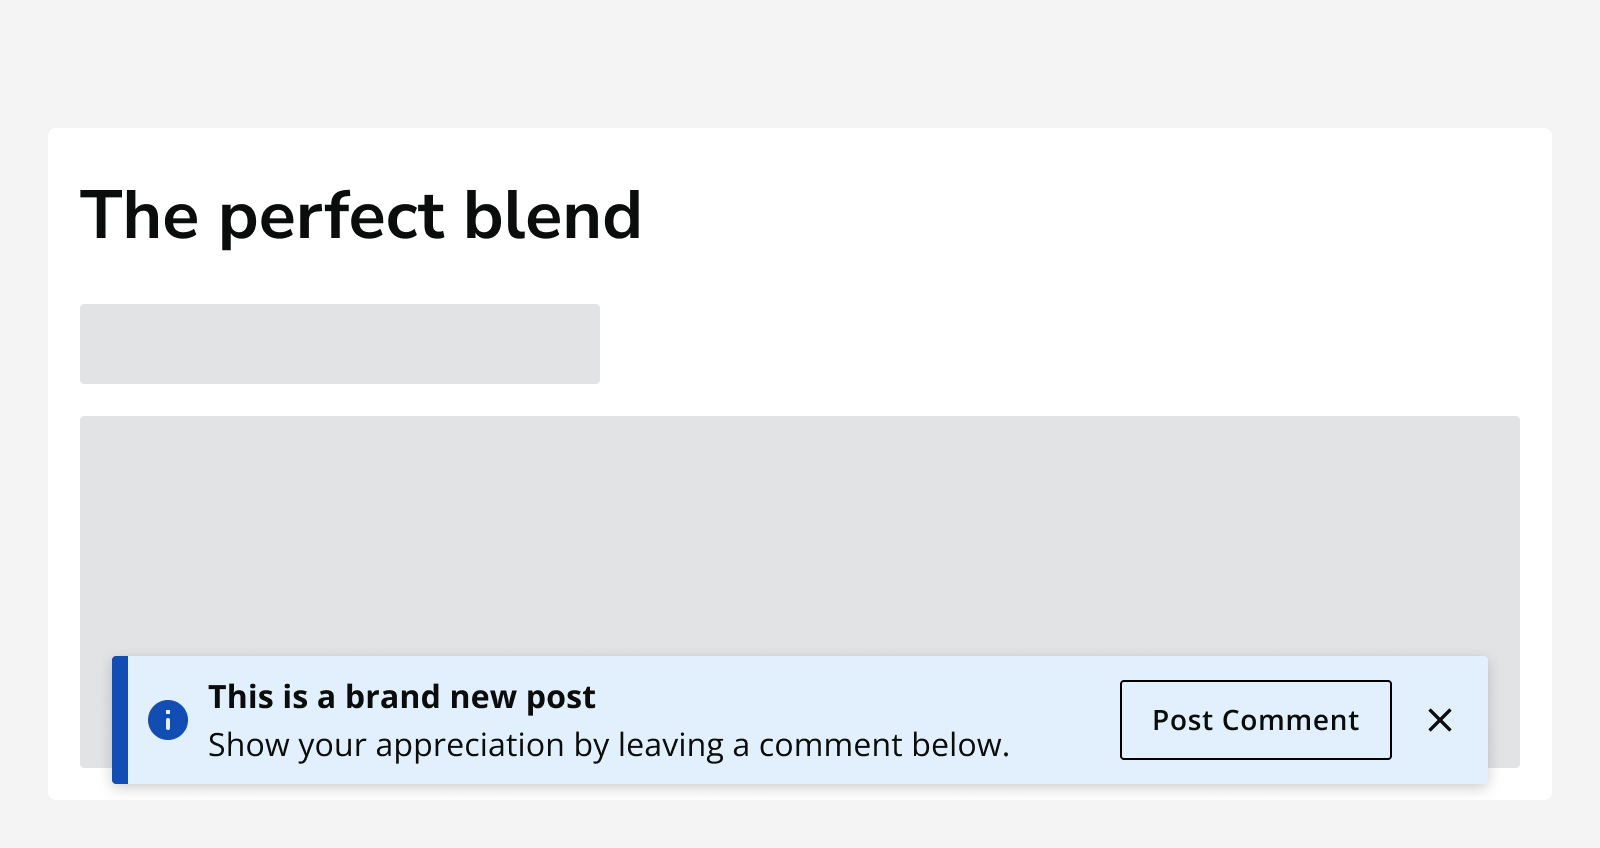 The perfect blend
This is a brand new post
Show your appreciation by leaving a comment below.
Post Comment